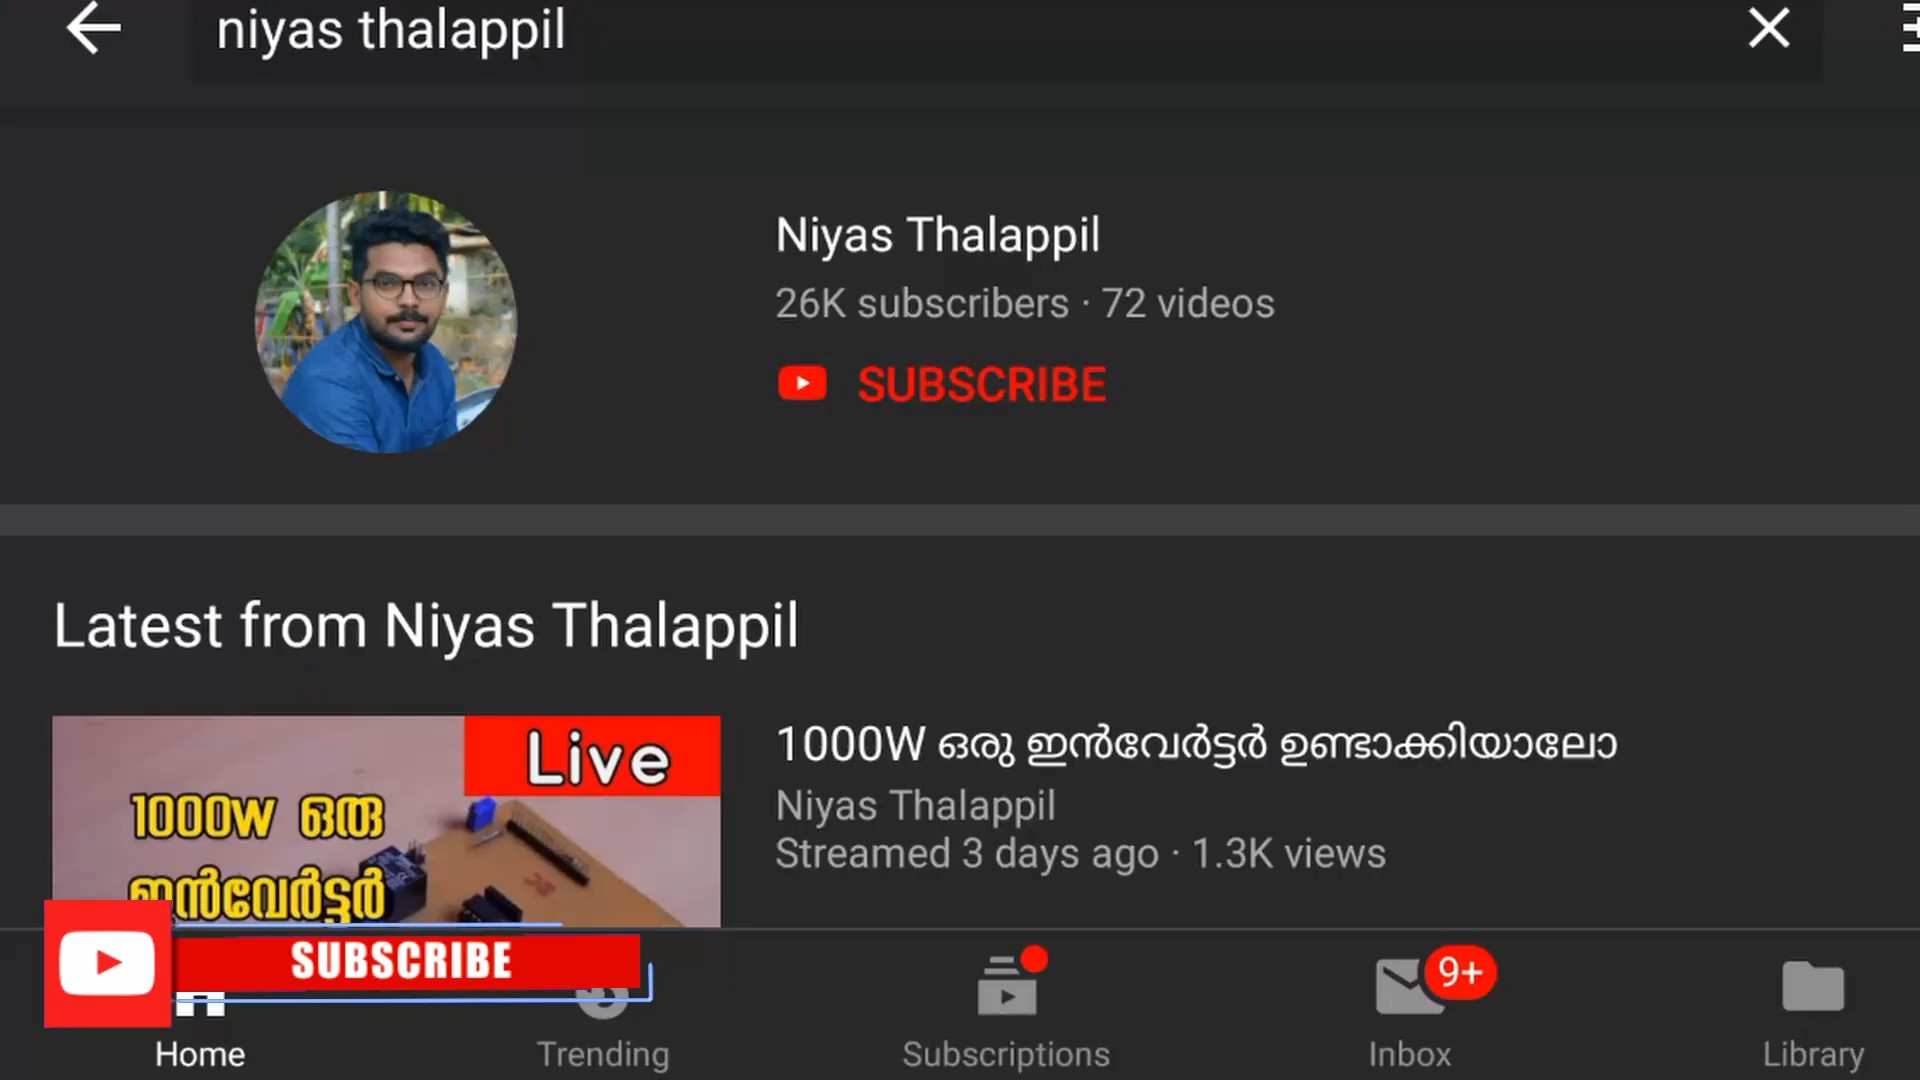 niyas thalappil
Niyas Thalappil
26K subscribers · 72 videos
SUBSCRIBE
Latest from Niyas Thalappil
Live
1000W ഒരു
ഇൻവേർട്ടർ
1000W ഒരു ഇൻവേർട്ടർ ഉണ്ടാക്കിയാലോ
Niyas Thalappil
Streamed 3 days ago · 1.3K views
SUBSCRIBE
9+
Home
Trending
Subscriptions
Inbox
Library